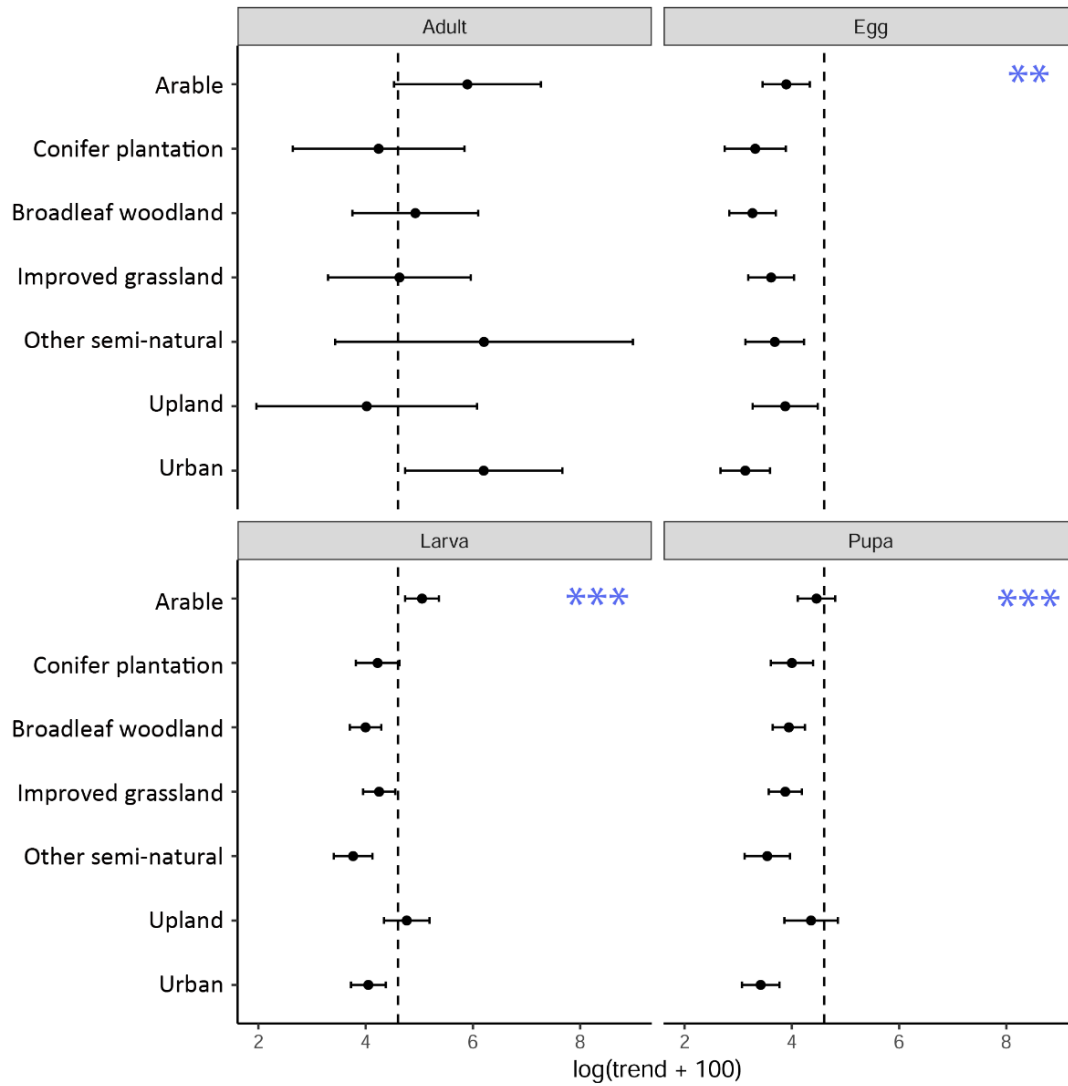 Adult Egg
Arable **
Conifer plantation
Broadleaf woodland
Improved grassland
Other semi-natural
Upland
Urban
Larva Pupa
Arable *** ***
Conifer plantation
Broadleaf woodland
Improved grassland
Other semi-natural
Upland
Urban
2 4 6 8 2 4 6 8
log(trend + 100)